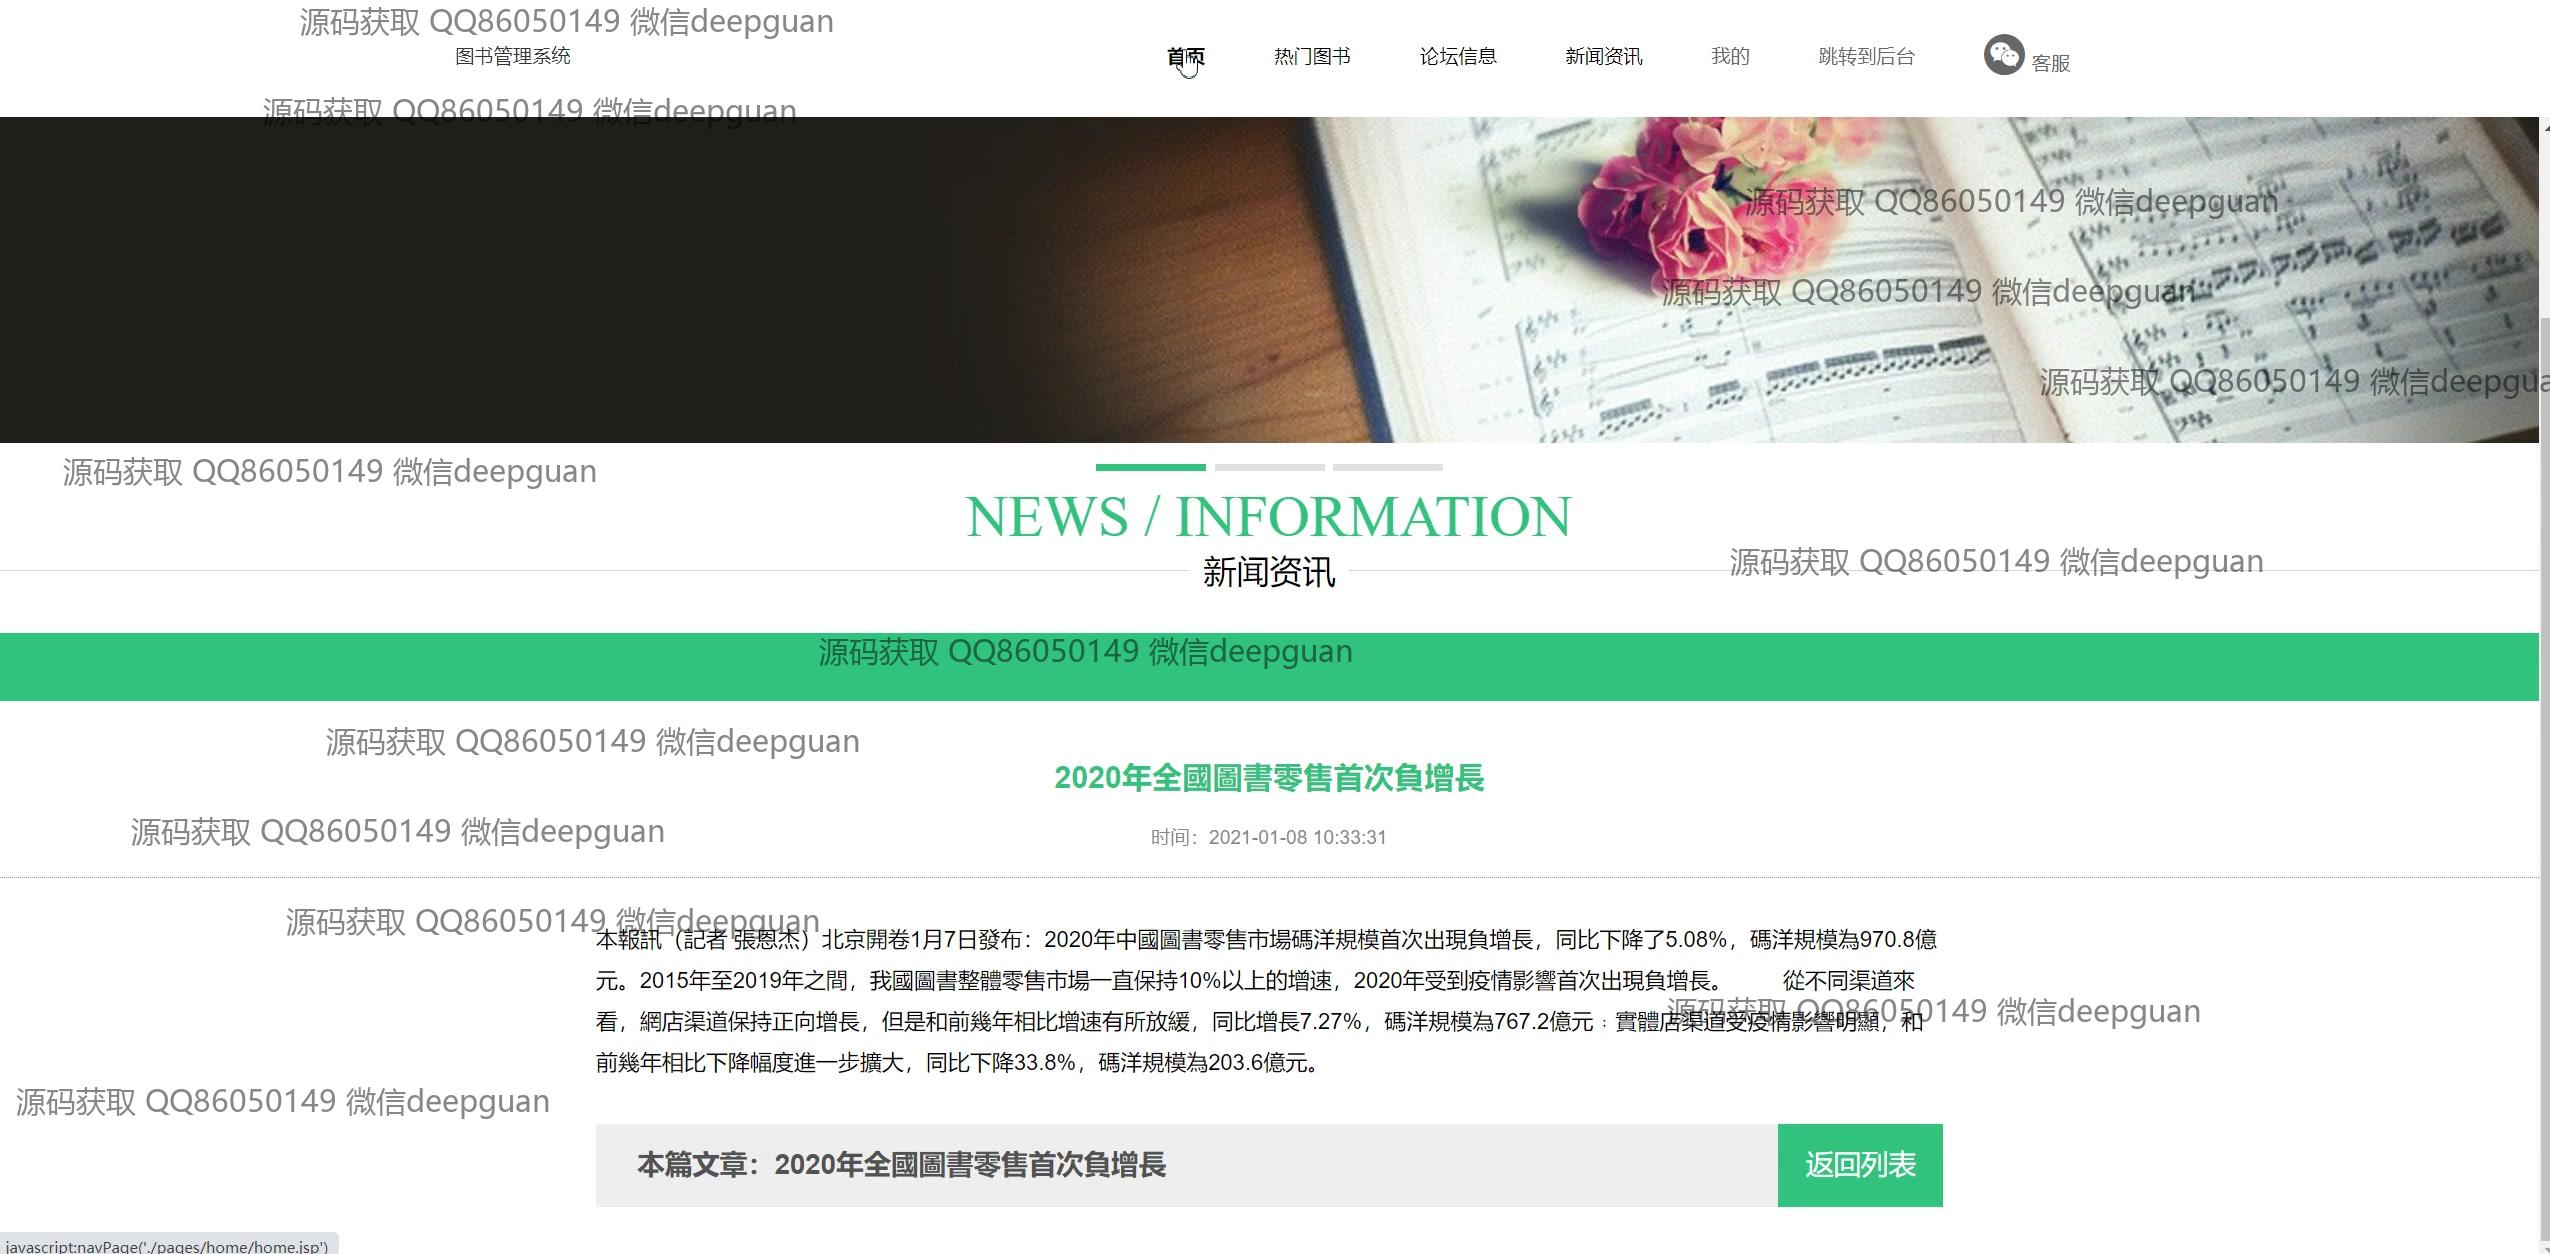 源码获取 QQ86050149 微信deepguan
图书管理系统
首页
热门图书
论坛信息
新闻资讯
我的
跳转到后台
客服
源码获取 QQ86050149 微信deepguan
源码获取 QQ86050149 微信deepguan
源码获取 QQ86050149 微信deepguan
源码获取 QQ86050149 微信deepgua
源码获取 QQ86050149 微信deepguan
NEWS / INFORMATION
新闻资讯
源码获取 QQ86050149 微信deepguan
源码获取 QQ86050149 微信deepguan
源码获取 QQ86050149 微信deepguan
2020年全國圖書零售首次負增長
源码获取 QQ86050149 微信deepguan
时间：2021-01-08 10:33:31
源码获取 QQ86050149 微信deepguan
本報訊（記者 張恩杰）北京開卷1月7日發布：2020年中國圖書零售市場碼洋規模首次出現負增長，同比下降了5.08%，碼洋規模為970.8億
元。2015年至2019年之間，我國圖書整體零售市場一直保持10%以上的增速，2020年受到疫情影響首次出現負增長。 從不同渠道來
源码获取 QQ86050149 微信deepguan
看，網店渠道保持正向增長，但是和前幾年相比增速有所放緩，同比增長7.27%，碼洋規模為767.2億元﹔實體店渠道受疫情影響明顯，和
前幾年相比下降幅度進一步擴大，同比下降33.8%，碼洋規模為203.6億元。
源码获取 QQ86050149 微信deepguan
本篇文章：2020年全國圖書零售首次負增長
返回列表
javascript:navPage('./pages/home/home.jsp')